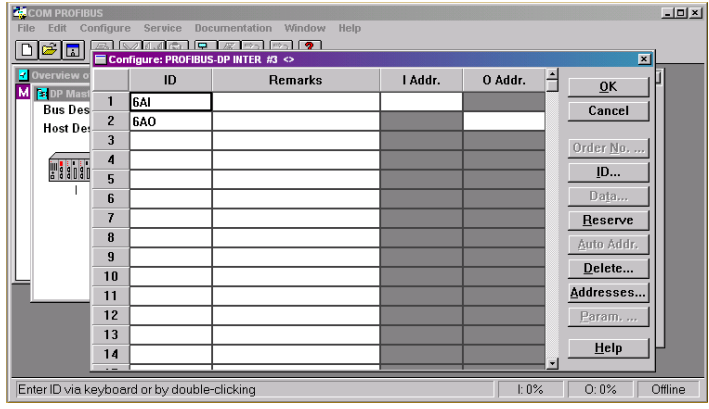 COM PROFIBUS
File Edit Configure Service Documentation Window Help
Configure: PROFIBUS-DP INTER #3 <>
Overview o
M
DP Mast
Bus Des
Host Des
ID Remarks I Addr. O Addr.
1 6AI
2 6AO
3
4
5
6
7
8
9
10
11
12
13
14
OK
Cancel
Order No. ...
ID...
Data...
Reserve
Auto Addr.
Delete...
Addresses...
Param. ...
Help
Enter ID via keyboard or by double-clicking I: 0% O: 0% Offline